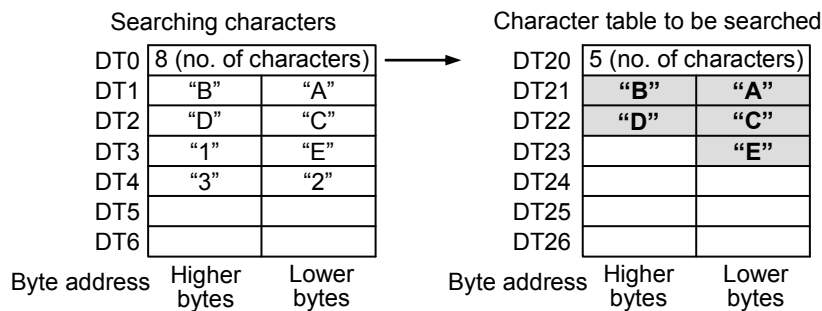 Searching characters Character table to be searched
DT0 8 (no. of characters) DT20 5 (no. of characters)
DT1 “B” “A” DT21 “B” “A”
DT2 “D” “C” DT22 “D” “C”
DT3 “1” “E” DT23 “E”
DT4 “3” “2” DT24
DT5 DT25
DT6 DT26
Byte address Higher bytes Lower bytes Byte address Higher bytes Lower bytes